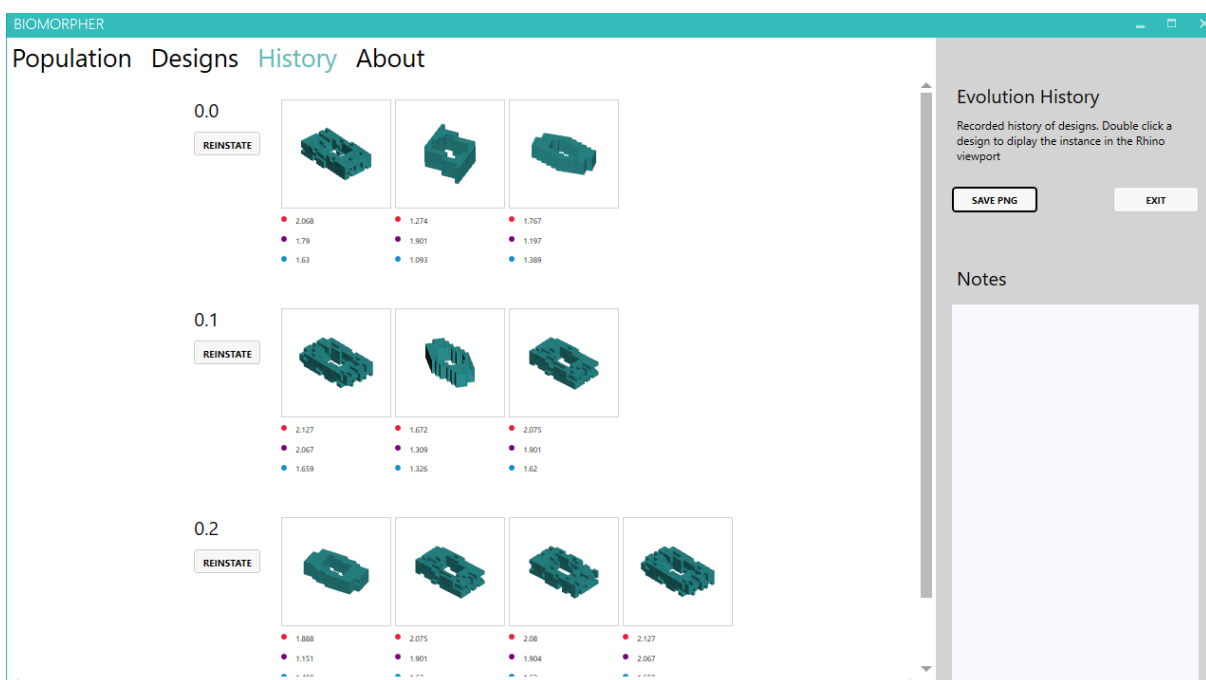 BIOMORPHER
Population Designs History About
0.0
REINSTATE
2.068 1.274 1.767
1.79 1.901 1.197
1.63 1.093 1.389
0.1
REINSTATE
2.127 1.672 2.075
2.067 1.309 1.901
1.659 1.326 1.62
0.2
REINSTATE
1.888 2.075 2.08 2.127
1.151 1.901 1.904 2.067
Evolution History
Recorded history of designs. Double click a
design to diplay the instance in the Rhino
viewport
SAVE PNG EXIT
Notes